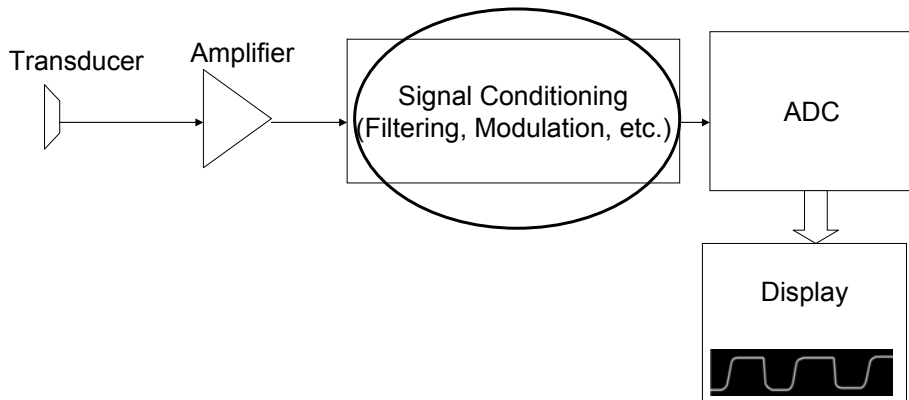 Transducer
Amplifier
Signal Conditioning
(Filtering, Modulation, etc.)
ADC
Display